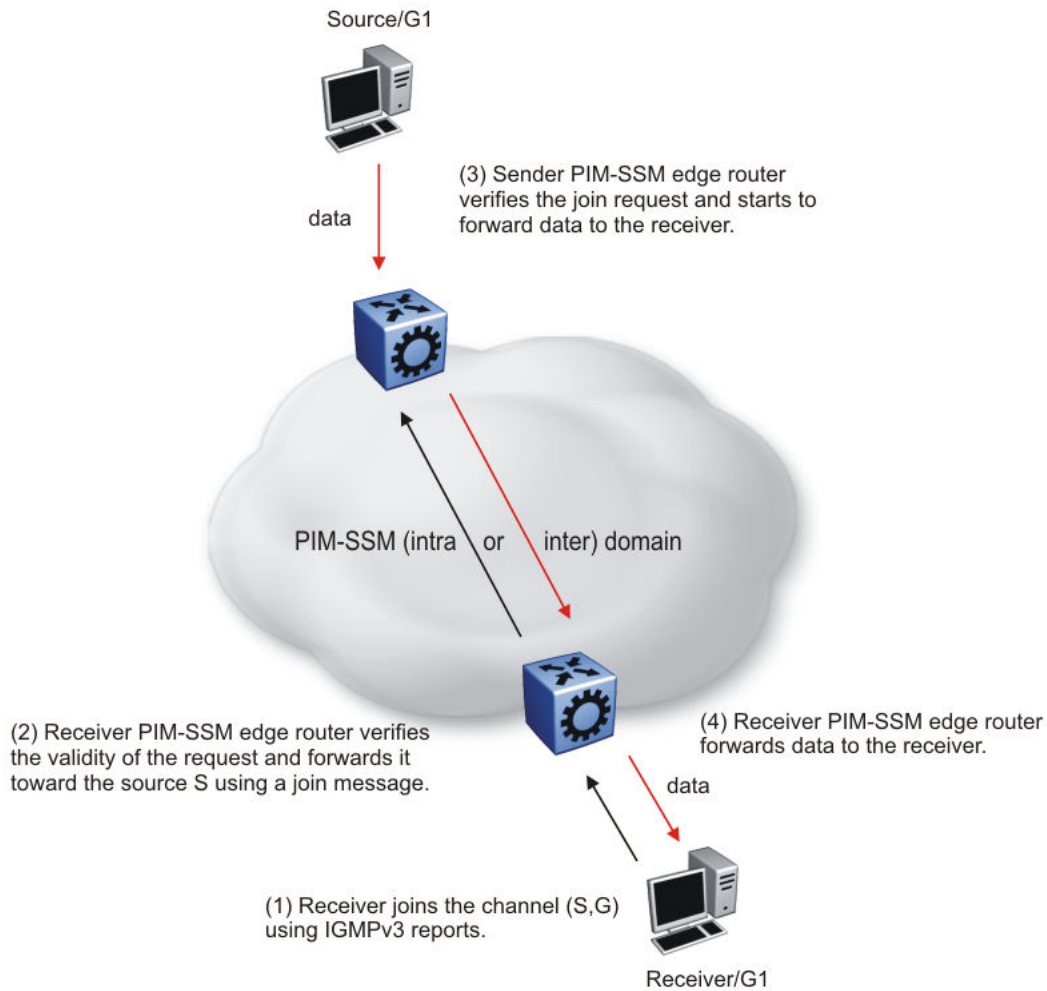 Source/G1
(3) Sender PIM-SSM edge router
verifies the join request and starts to
forward data to the receiver.
data
PIM-SSM (intra or inter) domain
(2) Receiver PIM-SSM edge router verifies
the validity of the request and forwards it
toward the source S using a join message.
(4) Receiver PIM-SSM edge router
forwards data to the receiver.
data
(1) Receiver joins the channel (S,G)
using IGMPv3 reports.
Receiver/G1